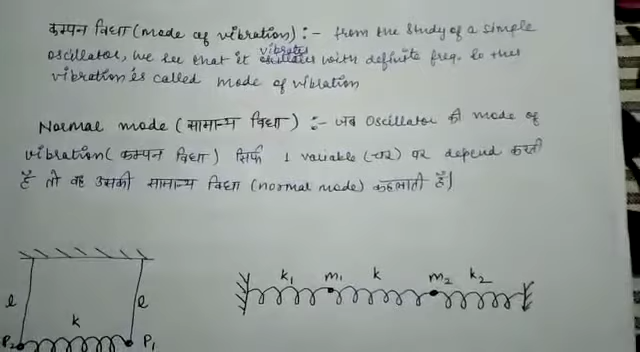 कम्पन विधा (mode of vibration) :- from the study of a simple
oscillator, we see that it vibrates with definite freq. so this
vibration is called mode of vibration
Normal mode (सामान्य विधा) :- जब Oscillator की mode of
vibration (कम्पन विधा) सिर्फ 1 variable (चर) पर depend करती
है तो वह उसकी सामान्य विधा (normal mode) कहलाती है|
k₁ m₁ k m₂ k₂
l l
k
P₂ P₁